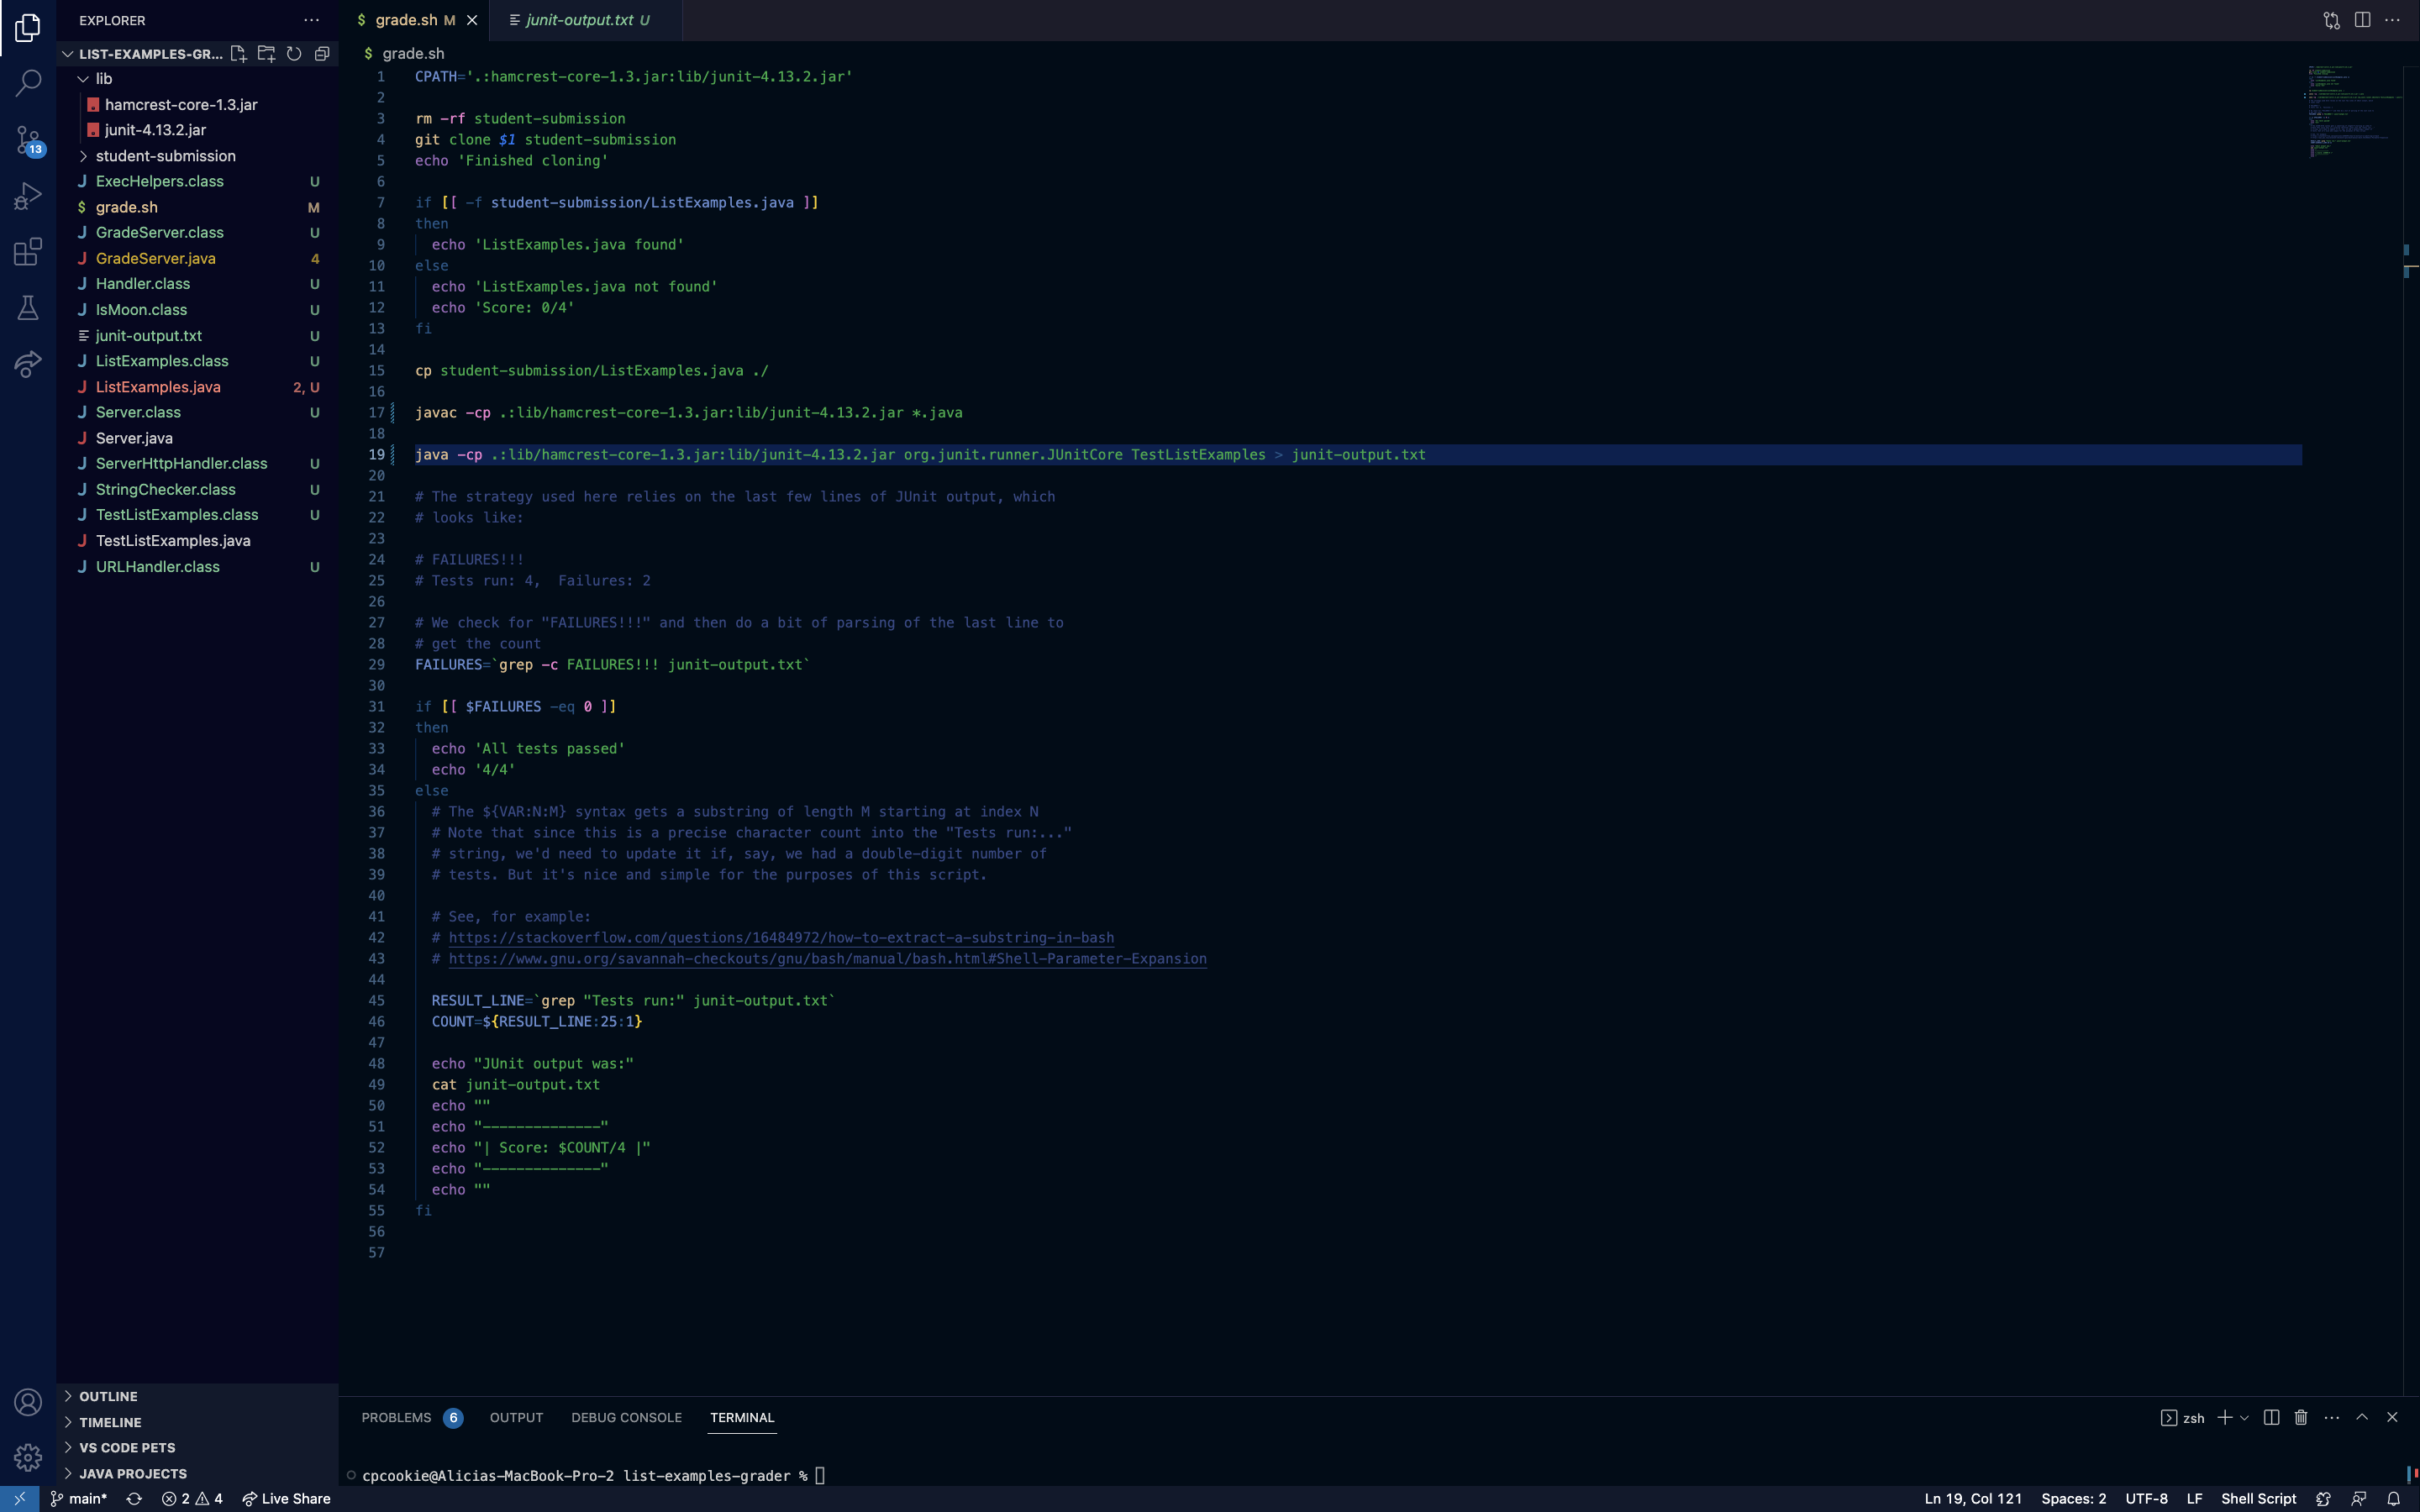 EXPLORER
LIST-EXAMPLES-GR...
lib
hamcrest-core-1.3.jar
junit-4.13.2.jar
student-submission
ExecHelpers.class U
grade.sh M
GradeServer.class U
GradeServer.java 4
Handler.class U
IsMoon.class U
junit-output.txt U
ListExamples.class U
ListExamples.java 2, U
Server.class U
Server.java
ServerHttpHandler.class U
StringChecker.class U
TestListExamples.class U
TestListExamples.java
URLHandler.class U
13
OUTLINE
TIMELINE
VS CODE PETS
JAVA PROJECTS
$ grade.sh M
junit-output.txt U
$ grade.sh
1 CPATH='.:hamcrest-core-1.3.jar:lib/junit-4.13.2.jar'
2
3 rm -rf student-submission
4 git clone $1 student-submission
5 echo 'Finished cloning'
6
7 if [[ -f student-submission/ListExamples.java ]]
8 then
9   echo 'ListExamples.java found'
10 else
11   echo 'ListExamples.java not found'
12   echo 'Score: 0/4'
13 fi
14
15 cp student-submission/ListExamples.java ./
16
17 javac -cp .:lib/hamcrest-core-1.3.jar:lib/junit-4.13.2.jar *.java
18
19 java -cp .:lib/hamcrest-core-1.3.jar:lib/junit-4.13.2.jar org.junit.runner.JUnitCore TestListExamples > junit-output.txt
20
21 # The strategy used here relies on the last few lines of JUnit output, which
22 # looks like:
23
24 # FAILURES!!!
25 # Tests run: 4,  Failures: 2
26
27 # We check for "FAILURES!!!" and then do a bit of parsing of the last line to
28 # get the count
29 FAILURES=`grep -c FAILURES!!! junit-output.txt`
30
31 if [[ $FAILURES -eq 0 ]]
32 then
33   echo 'All tests passed'
34   echo '4/4'
35 else
36   # The ${VAR:N:M} syntax gets a substring of length M starting at index N
37   # Note that since this is a precise character count into the "Tests run:..."
38   # string, we'd need to update it if, say, we had a double-digit number of
39   # tests. But it's nice and simple for the purposes of this script.
40
41   # See, for example:
42   # https://stackoverflow.com/questions/16484972/how-to-extract-a-substring-in-bash
43   # https://www.gnu.org/savannah-checkouts/gnu/bash/manual/bash.html#Shell-Parameter-Expansion
44
45   RESULT_LINE=`grep "Tests run:" junit-output.txt`
46   COUNT=${RESULT_LINE:25:1}
47
48   echo "JUnit output was:"
49   cat junit-output.txt
50   echo ""
51   echo "--------------"
52   echo "| Score: $COUNT/4 |"
53   echo "--------------"
54   echo ""
55 fi
56
57
PROBLEMS 6 OUTPUT DEBUG CONSOLE TERMINAL
zsh
cpcookie@Alicias-MacBook-Pro-2 list-examples-grader %
main* 2 4 Live Share
Ln 19, Col 121 Spaces: 2 UTF-8 LF Shell Script